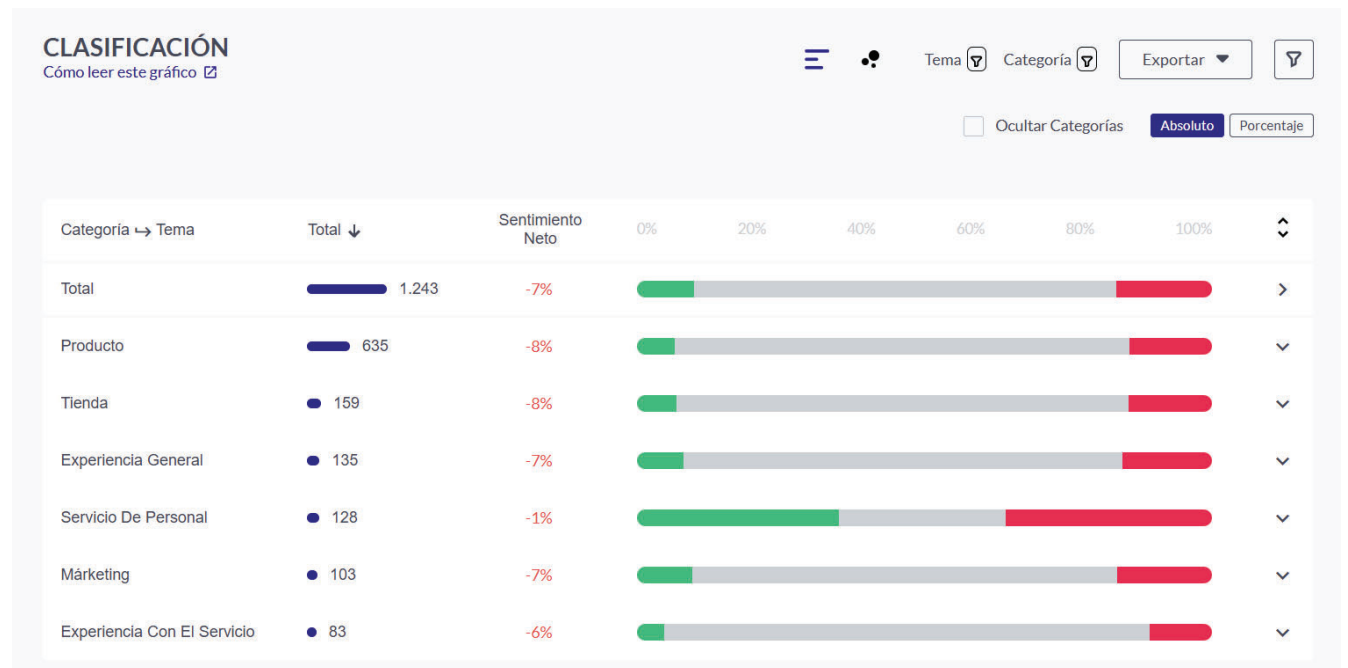 CLASIFICACIÓN
Cómo leer este gráfico
Tema Categoría Exportar
Ocultar Categorías Absoluto Porcentaje
Categoría ↪ Tema Total ↓ Sentimiento Neto 0% 20% 40% 60% 80% 100%
Total 1.243 -7%
Producto 635 -8%
Tienda 159 -8%
Experiencia General 135 -7%
Servicio De Personal 128 -1%
Márketing 103 -7%
Experiencia Con El Servicio 83 -6%